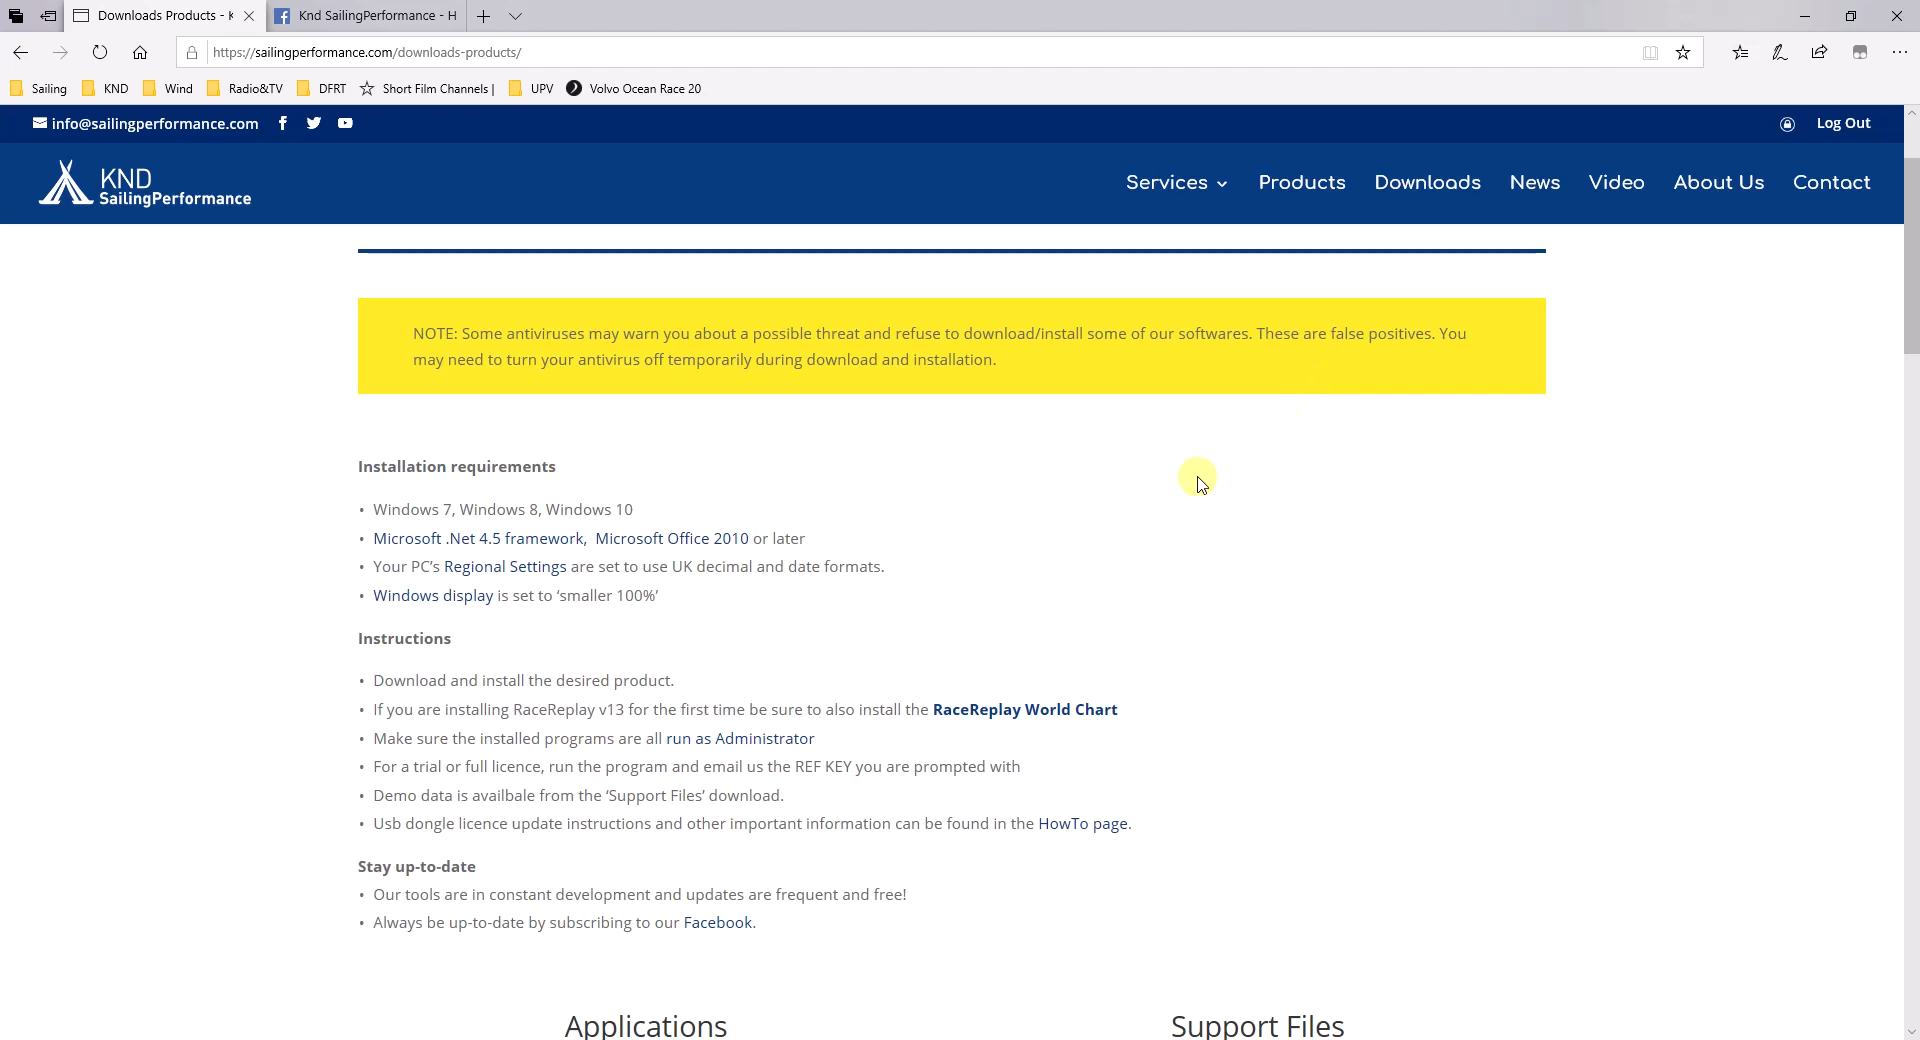 Downloads Products - K
Knd SailingPerformance - H
https://sailingperformance.com/downloads-products/
Sailing
KND
Wind
Radio&TV
DFRT
Short Film Channels |
UPV
Volvo Ocean Race 20
info@sailingperformance.com
Log Out
KND
SailingPerformance
Services
Products
Downloads
News
Video
About Us
Contact
NOTE: Some antiviruses may warn you about a possible threat and refuse to download/install some of our softwares. These are false positives. You
may need to turn your antivirus off temporarily during download and installation.
Installation requirements
• Windows 7, Windows 8, Windows 10
• Microsoft .Net 4.5 framework, Microsoft Office 2010 or later
• Your PC’s Regional Settings are set to use UK decimal and date formats.
• Windows display is set to ‘smaller 100%’
Instructions
• Download and install the desired product.
• If you are installing RaceReplay v13 for the first time be sure to also install the RaceReplay World Chart
• Make sure the installed programs are all run as Administrator
• For a trial or full licence, run the program and email us the REF KEY you are prompted with
• Demo data is availbale from the ‘Support Files’ download.
• Usb dongle licence update instructions and other important information can be found in the HowTo page.
Stay up-to-date
• Our tools are in constant development and updates are frequent and free!
• Always be up-to-date by subscribing to our Facebook.
Applications
Support Files